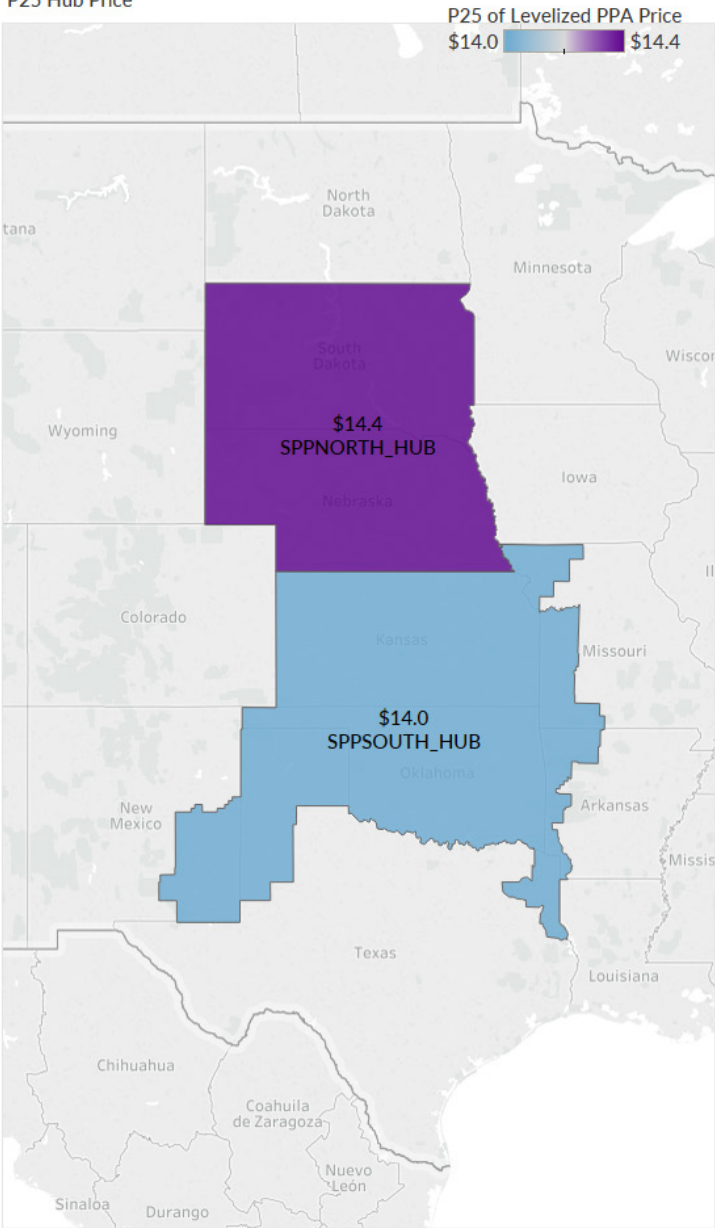 P25 Hub Price
P25 of Levelized PPA Price
$14.0 $14.4
North
Dakota
tana
Minnesota
South
Dakota
Wiscon
Wyoming
$14.4
SPPNORTH_HUB
Iowa
Nebraska
Il
Colorado
Kansas
Missouri
$14.0
SPPSOUTH_HUB
Oklahoma
New
Mexico
Arkansas
Missis
Texas
Louisiana
Chihuahua
Coahuila
de Zaragoza
Nuevo
León
Sinaloa
Durango